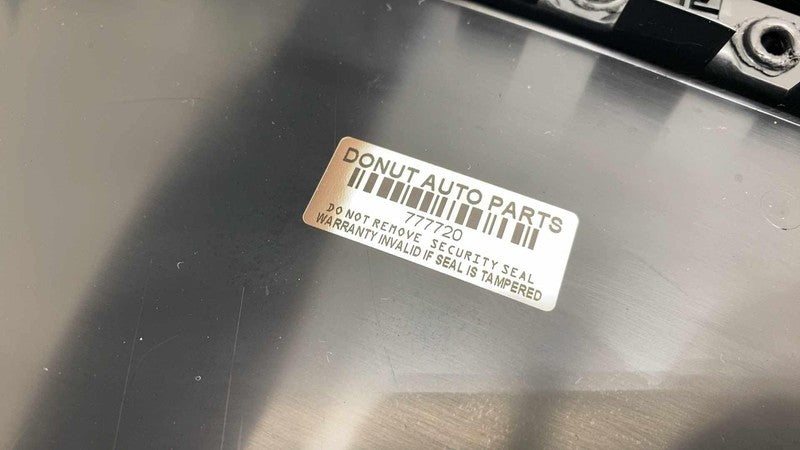 DONUT AUTO PARTS
777720
DO NOT REMOVE SECURITY SEAL
WARRANTY INVALID IF SEAL IS TAMPERED